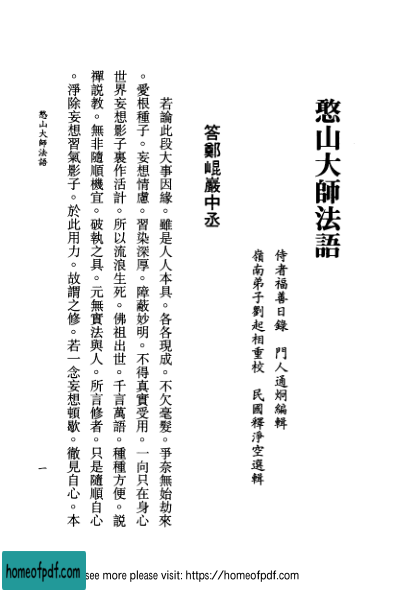 憨山大師法語
侍者福善日錄　門人通炯編輯
嶺南弟子劉起相重校　民國釋淨空選輯
答鄭崐巖中丞
若論此段大事因緣。雖是人人本具。各各現成。不欠毫髮。爭奈無始劫來
。愛根種子。妄想情慮。習染深厚。障蔽妙明。不得真實受用。一向只在身心
世界妄想影子裏作活計。所以流浪生死。佛祖出世。千言萬語。種種方便。說
禪說教。無非隨順機宜。破執之具。元無實法與人。所言修者。只是隨順自心
。淨除妄想習氣影子。於此用力。故謂之修。若一念妄想頓歇。徹見自心。本
憨山大師法語
一
homeofpdf.com
see more please visit: https://homeofpdf.com